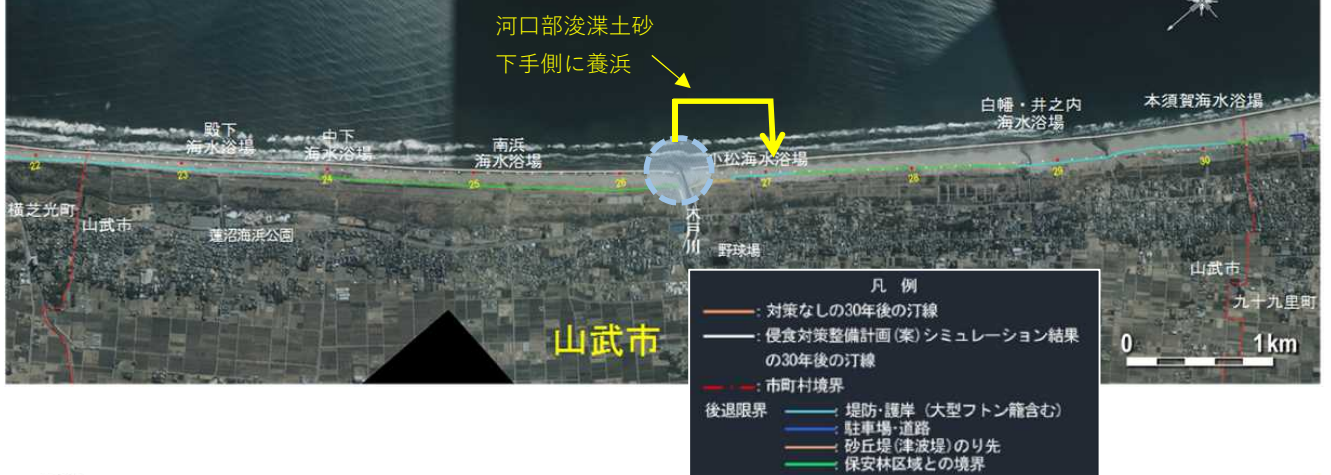 河口部浚渫土砂
下手側に養浜
殿下
海水浴場
中下
海水浴場
南浜
海水浴場
小松海水浴場
白幡・井之内
海水浴場
本須賀海水浴場
22
23
24
25
26
27
28
29
30
横芝光町
山武市
蓮沼海浜公園
木戸川
野球場
山武市
山武市
九十九里町
凡 例
: 対策なしの30年後の汀線
: 侵食対策整備計画(案)シミュレーション結果
の30年後の汀線
: 市町村境界
後退限界
: 堤防・護岸 (大型フトン籠含む)
: 駐車場・道路
: 砂丘堤(津波堤)のり先
: 保安林区域との境界
0 1km